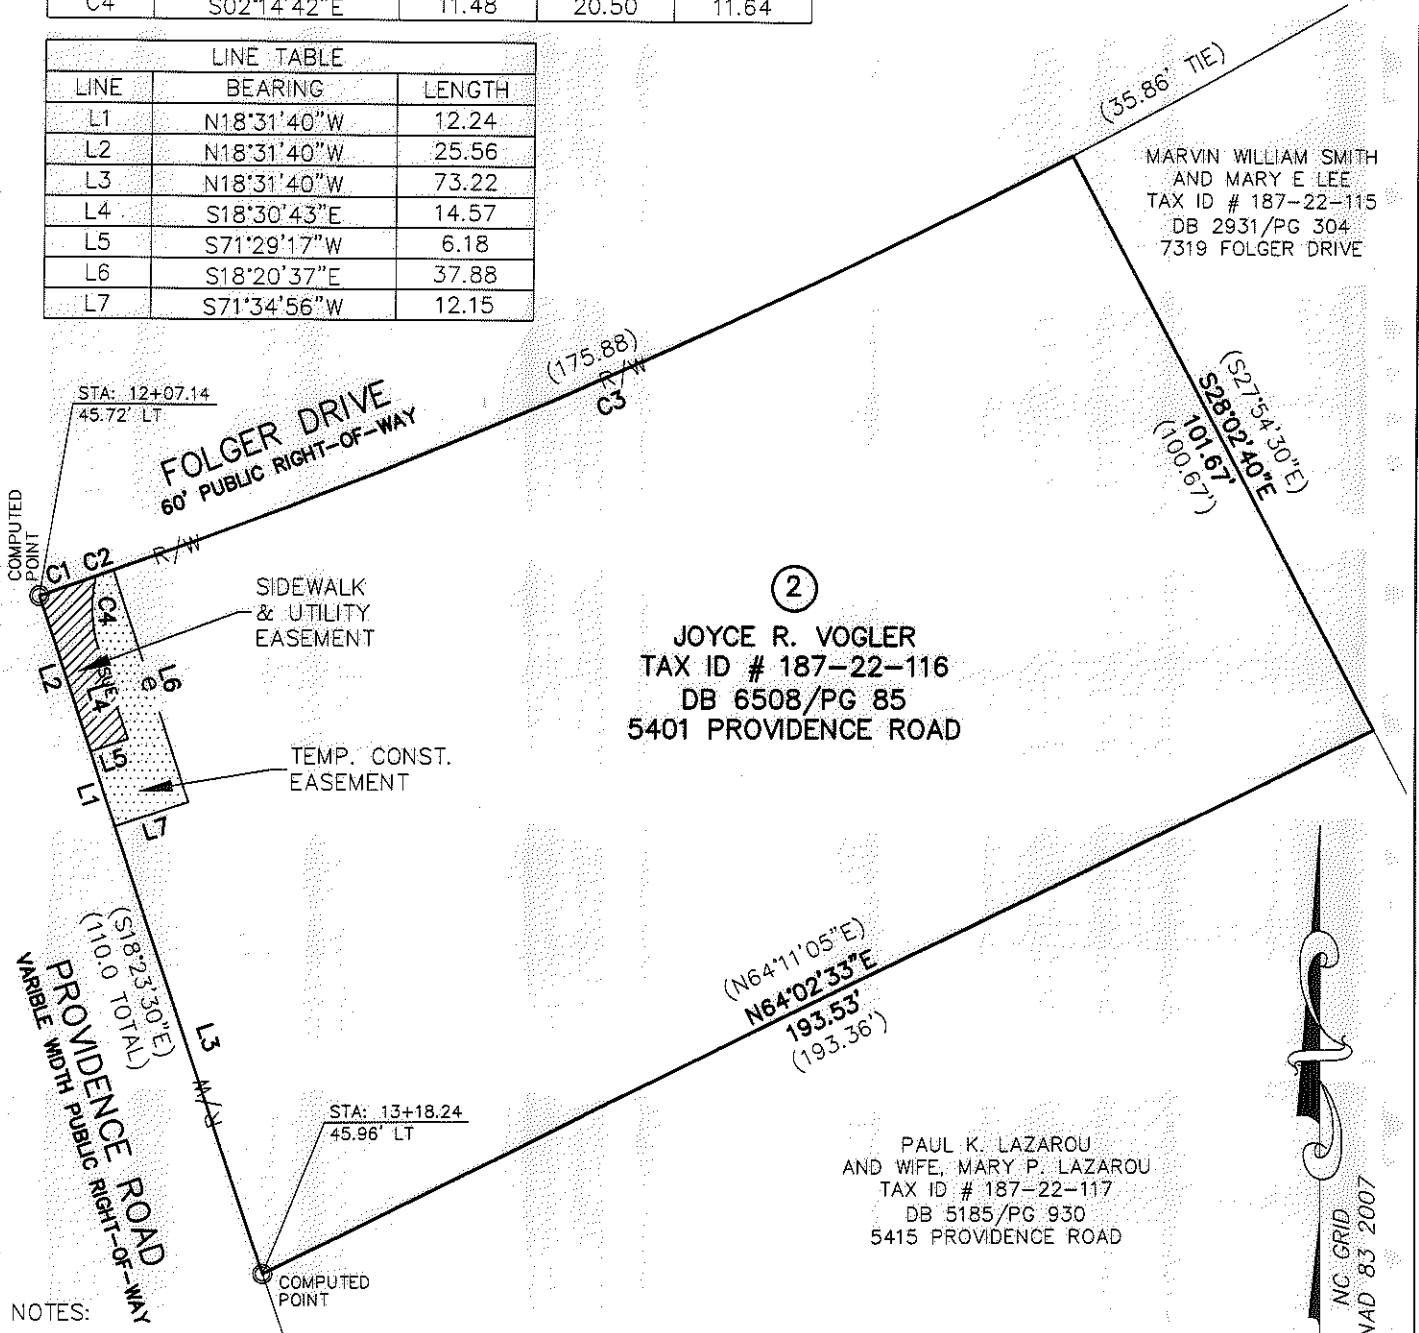 C4 S02°14'42"E 11.48 20.50 11.64
LINE TABLE
LINE BEARING LENGTH
L1 N18°31'40"W 12.24
L2 N18°31'40"W 25.56
L3 N18°31'40"W 73.22
L4 S18°30'43"E 14.57
L5 S71°29'17"W 6.18
L6 S18°20'37"E 37.88
L7 S71°34'56"W 12.15
(35.86' TIE)
MARVIN WILLIAM SMITH
AND MARY E LEE
TAX ID # 187-22-115
DB 2931/PG 304
7319 FOLGER DRIVE
STA: 12+07.14
45.72' LT
FOLGER DRIVE
60' PUBLIC RIGHT-OF-WAY
(175.88)
R/W
C3
(S27°54'30"E)
S28°02'40"E
101.67'
(100.67')
COMPUTED
POINT
C1
C2
R/W
C4
SIDEWALK
& UTILITY
EASEMENT
L2
SUE
L4
e
L6
L5
L1
L7
TEMP. CONST.
EASEMENT
2
JOYCE R. VOGLER
TAX ID # 187-22-116
DB 6508/PG 85
5401 PROVIDENCE ROAD
(S18°23'30"E)
(110.0 TOTAL)
PROVIDENCE ROAD
VARIBLE WIDTH PUBLIC RIGHT-OF-WAY
L3
R/W
(N64°11'05"E)
N64°02'33"E
193.53'
(193.36')
STA: 13+18.24
45.96' LT
COMPUTED
POINT
PAUL K. LAZAROU
AND WIFE, MARY P. LAZAROU
TAX ID # 187-22-117
DB 5185/PG 930
5415 PROVIDENCE ROAD
NC GRID
NAD 83 2007
NOTES: